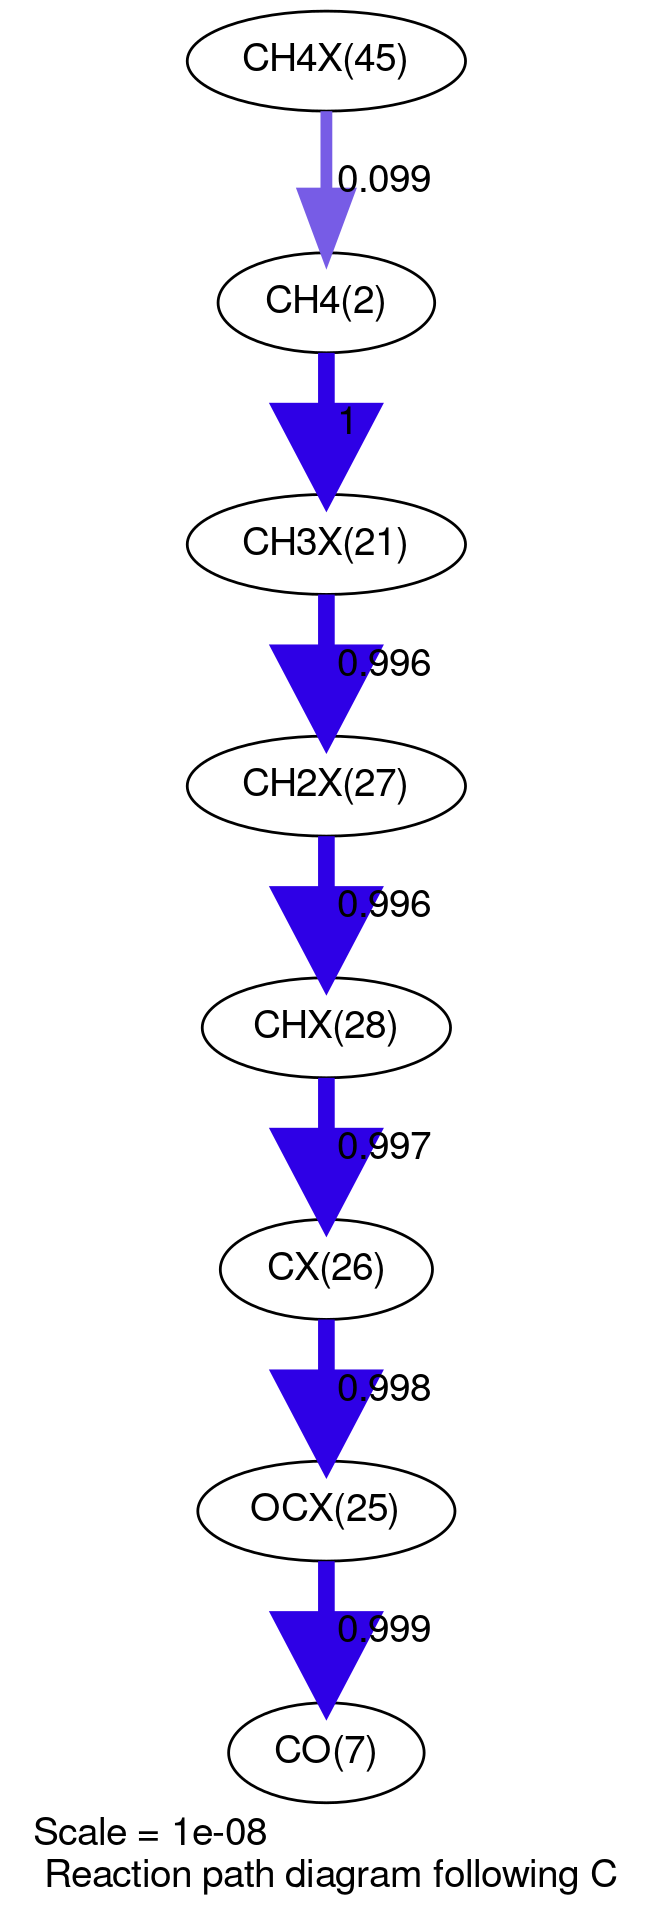 CH4X(45)
0.099
CH4(2)
1
CH3X(21)
0.996
CH2X(27)
0.996
CHX(28)
0.997
CX(26)
0.998
OCX(25)
0.999
CO(7)
Scale = 1e-08
Reaction path diagram following C